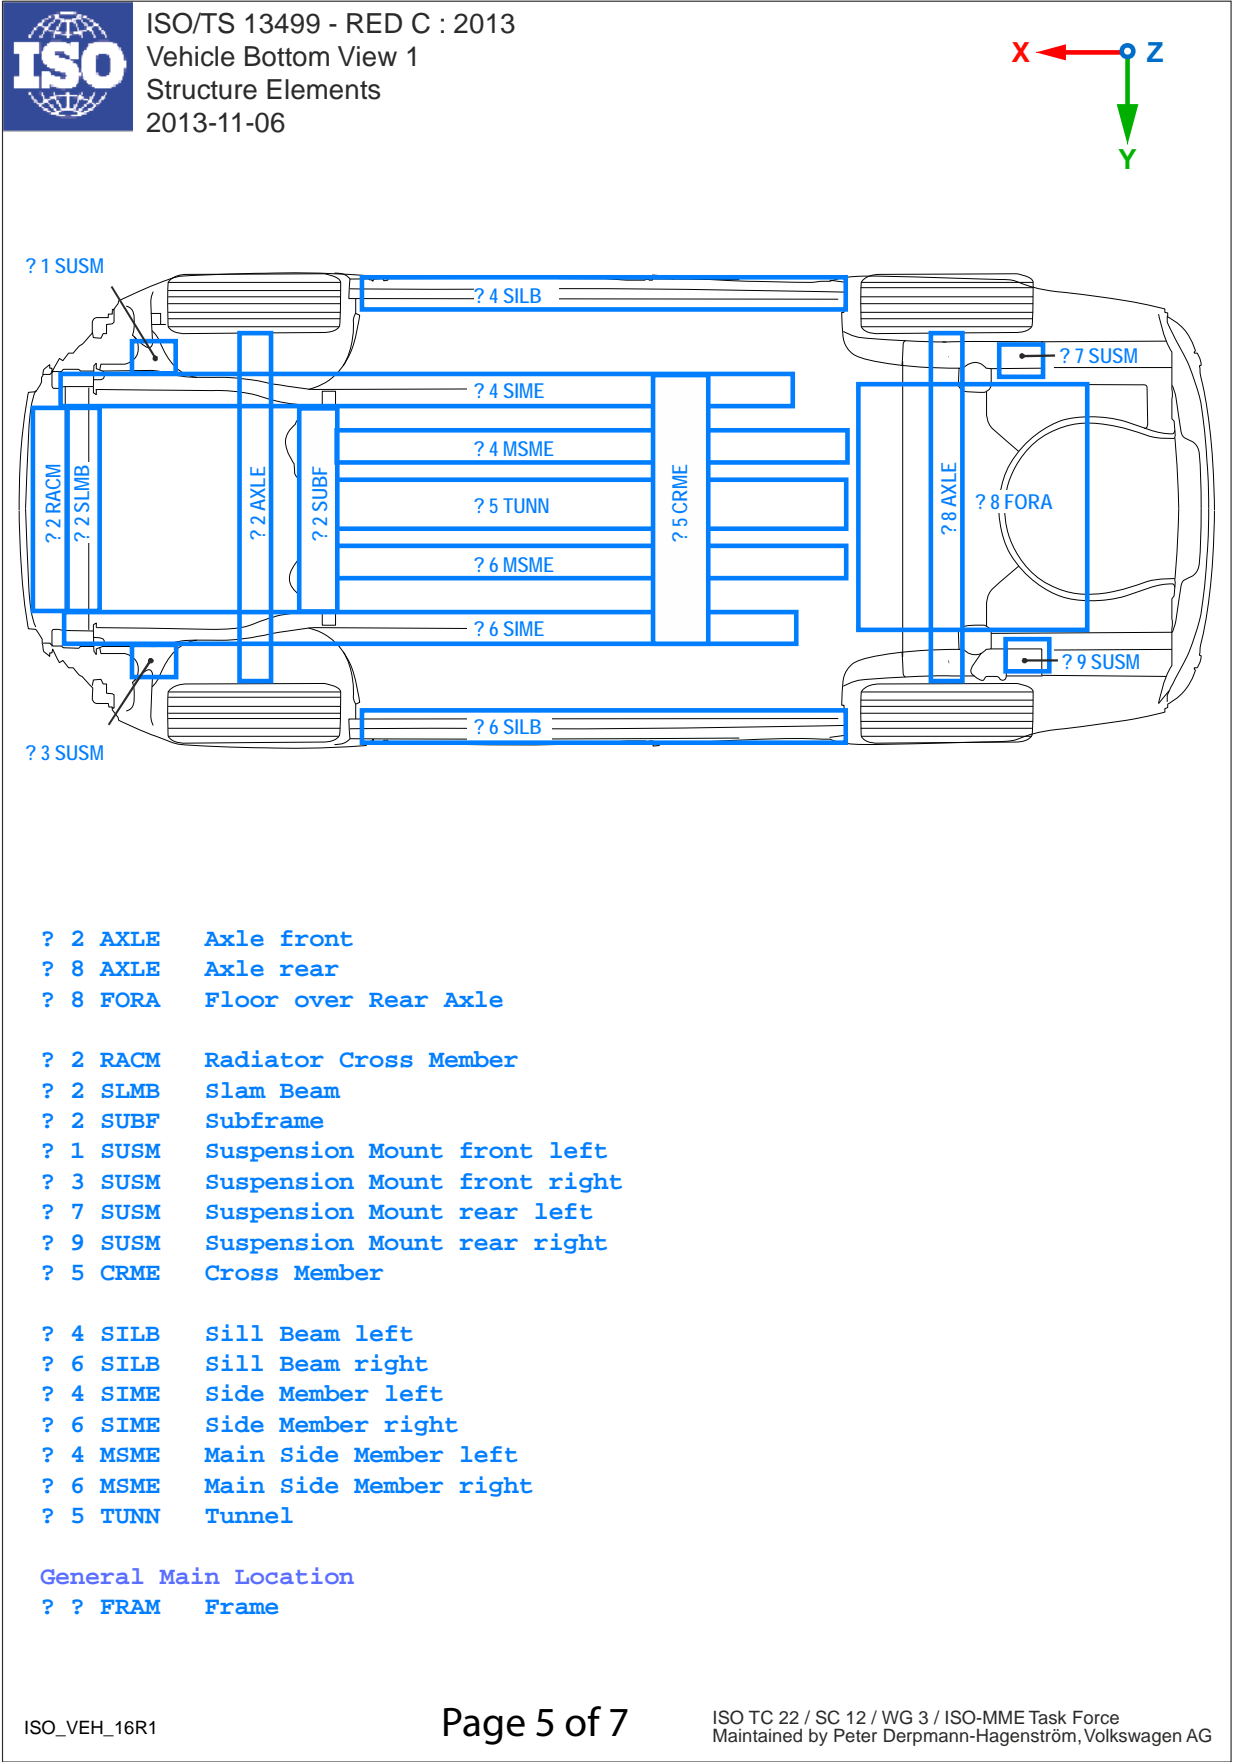 ISO
ISO/TS 13499 - RED C : 2013
Vehicle Bottom View 1
Structure Elements
2013-11-06
X
Z
Y
? 1 SUSM
? 4 SILB
? 7 SUSM
? 4 SIME
? 4 MSME
? 2 RACM
? 2 SLMB
? 2 AXLE
? 2 SUBF
? 5 TUNN
? 5 CRME
? 8 AXLE
? 8 FORA
? 6 MSME
? 6 SIME
? 9 SUSM
? 6 SILB
? 3 SUSM
? 2 AXLE Axle front
? 8 AXLE Axle rear
? 8 FORA Floor over Rear Axle
? 2 RACM Radiator Cross Member
? 2 SLMB Slam Beam
? 2 SUBF Subframe
? 1 SUSM Suspension Mount front left
? 3 SUSM Suspension Mount front right
? 7 SUSM Suspension Mount rear left
? 9 SUSM Suspension Mount rear right
? 5 CRME Cross Member
? 4 SILB Sill Beam left
? 6 SILB Sill Beam right
? 4 SIME Side Member left
? 6 SIME Side Member right
? 4 MSME Main Side Member left
? 6 MSME Main Side Member right
? 5 TUNN Tunnel
General Main Location
? ? FRAM Frame
ISO_VEH_16R1
Page 5 of 7
ISO TC 22 / SC 12 / WG 3 / ISO-MME Task Force
Maintained by Peter Derpmann-Hagenström, Volkswagen AG